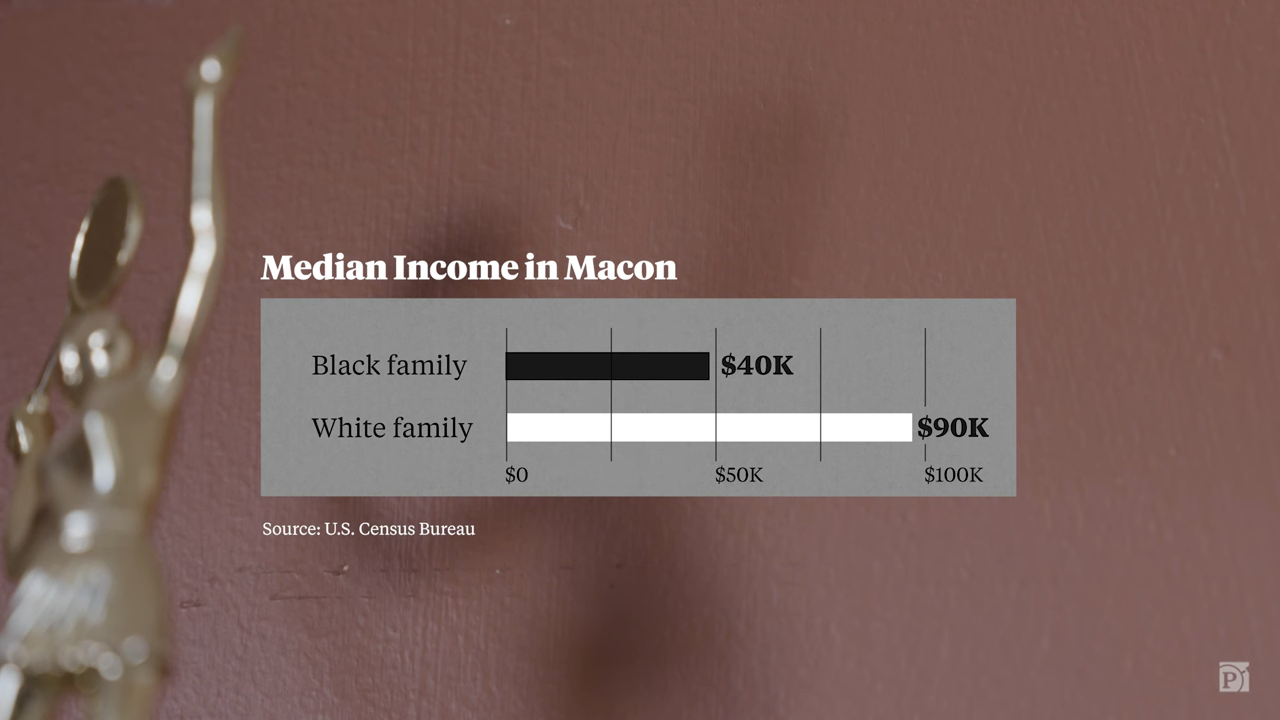 Median Income in Macon
Black family $40K
White family $90K
$0 $50K $100K
Source: U.S. Census Bureau
P